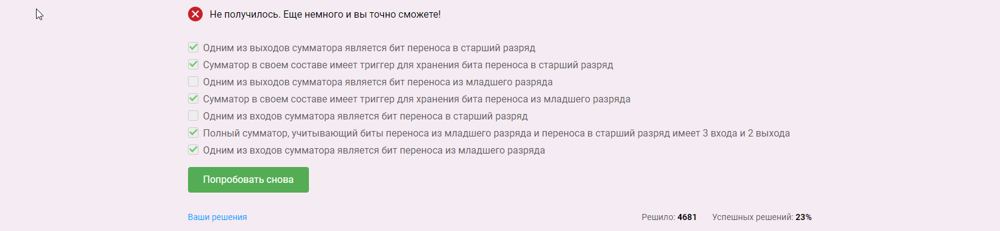 Не получилось. Еще немного и вы точно сможете!
Одним из выходов сумматора является бит переноса в старший разряд
Сумматор в своем составе имеет триггер для хранения бита переноса в старший разряд
Одним из выходов сумматора является бит переноса из младшего разряда
Сумматор в своем составе имеет триггер для хранения бита переноса из младшего разряда
Одним из входов сумматора является бит переноса в старший разряд
Полный сумматор, учитывающий биты переноса из младшего разряда и переноса в старший разряд имеет 3 входа и 2 выхода
Одним из входов сумматора является бит переноса из младшего разряда
Попробовать снова
Ваши решения Решило: 4681 Успешных решений: 23%